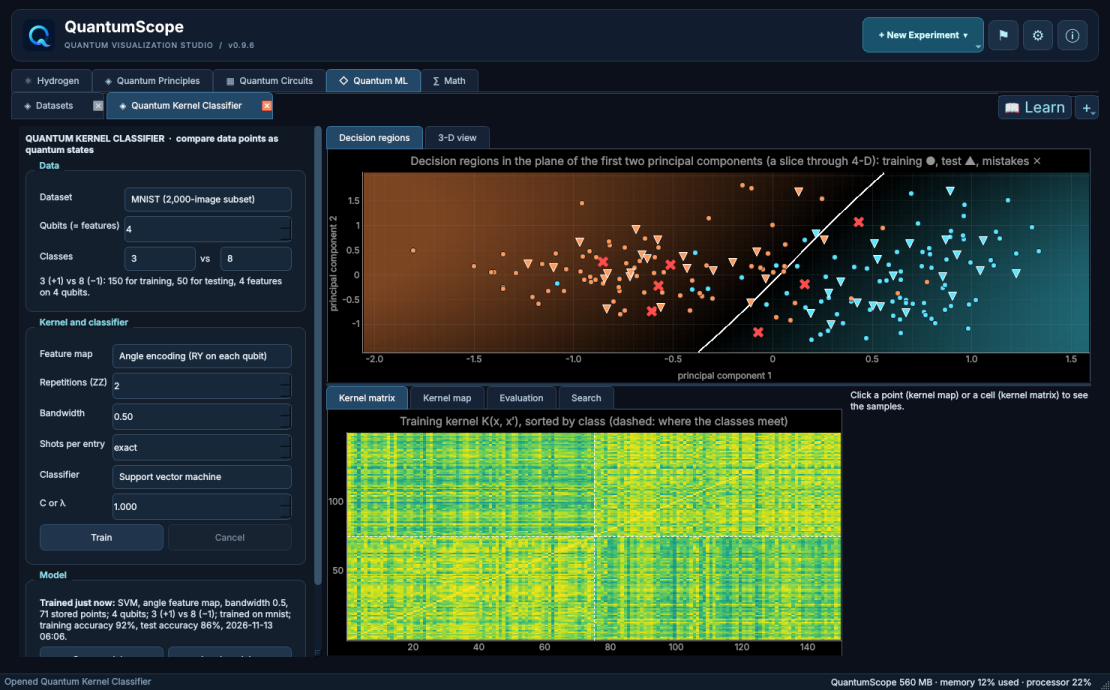 QuantumScope
QUANTUM VISUALIZATION STUDIO / v0.9.6
+ New Experiment
Hydrogen
Quantum Principles
Quantum Circuits
Quantum ML
∑ Math
Datasets
Quantum Kernel Classifier
Learn
+
QUANTUM KERNEL CLASSIFIER · compare data points as
quantum states
Data
Dataset
MNIST (2,000-image subset)
Qubits (= features)
4
Classes
3
vs
8
3 (+1) vs 8 (−1): 150 for training, 50 for testing, 4 features
on 4 qubits.
Kernel and classifier
Feature map
Angle encoding (RY on each qubit)
Repetitions (ZZ)
2
Bandwidth
0.50
Shots per entry
exact
Classifier
Support vector machine
C or λ
1.000
Train
Cancel
Model
Trained just now: SVM, angle feature map, bandwidth 0.5,
71 stored points; 4 qubits; 3 (+1) vs 8 (−1); trained on mnist;
training accuracy 92%, test accuracy 86%, 2026-11-13
06:06.
Decision regions
3-D view
Decision regions in the plane of the first two principal components (a slice through 4-D): training ●, test ▲, mistakes ×
principal component 2
1.5
1
0.5
0
-0.5
-1
-2.0
-1.5
-1.0
-0.5
0
0.5
1.0
1.5
principal component 1
Kernel matrix
Kernel map
Evaluation
Search
Training kernel K(x, x'), sorted by class (dashed: where the classes meet)
100
50
20
40
60
80
100
120
140
Click a point (kernel map) or a cell (kernel matrix) to see
the samples.
Opened Quantum Kernel Classifier
QuantumScope 560 MB · memory 12% used · processor 22%